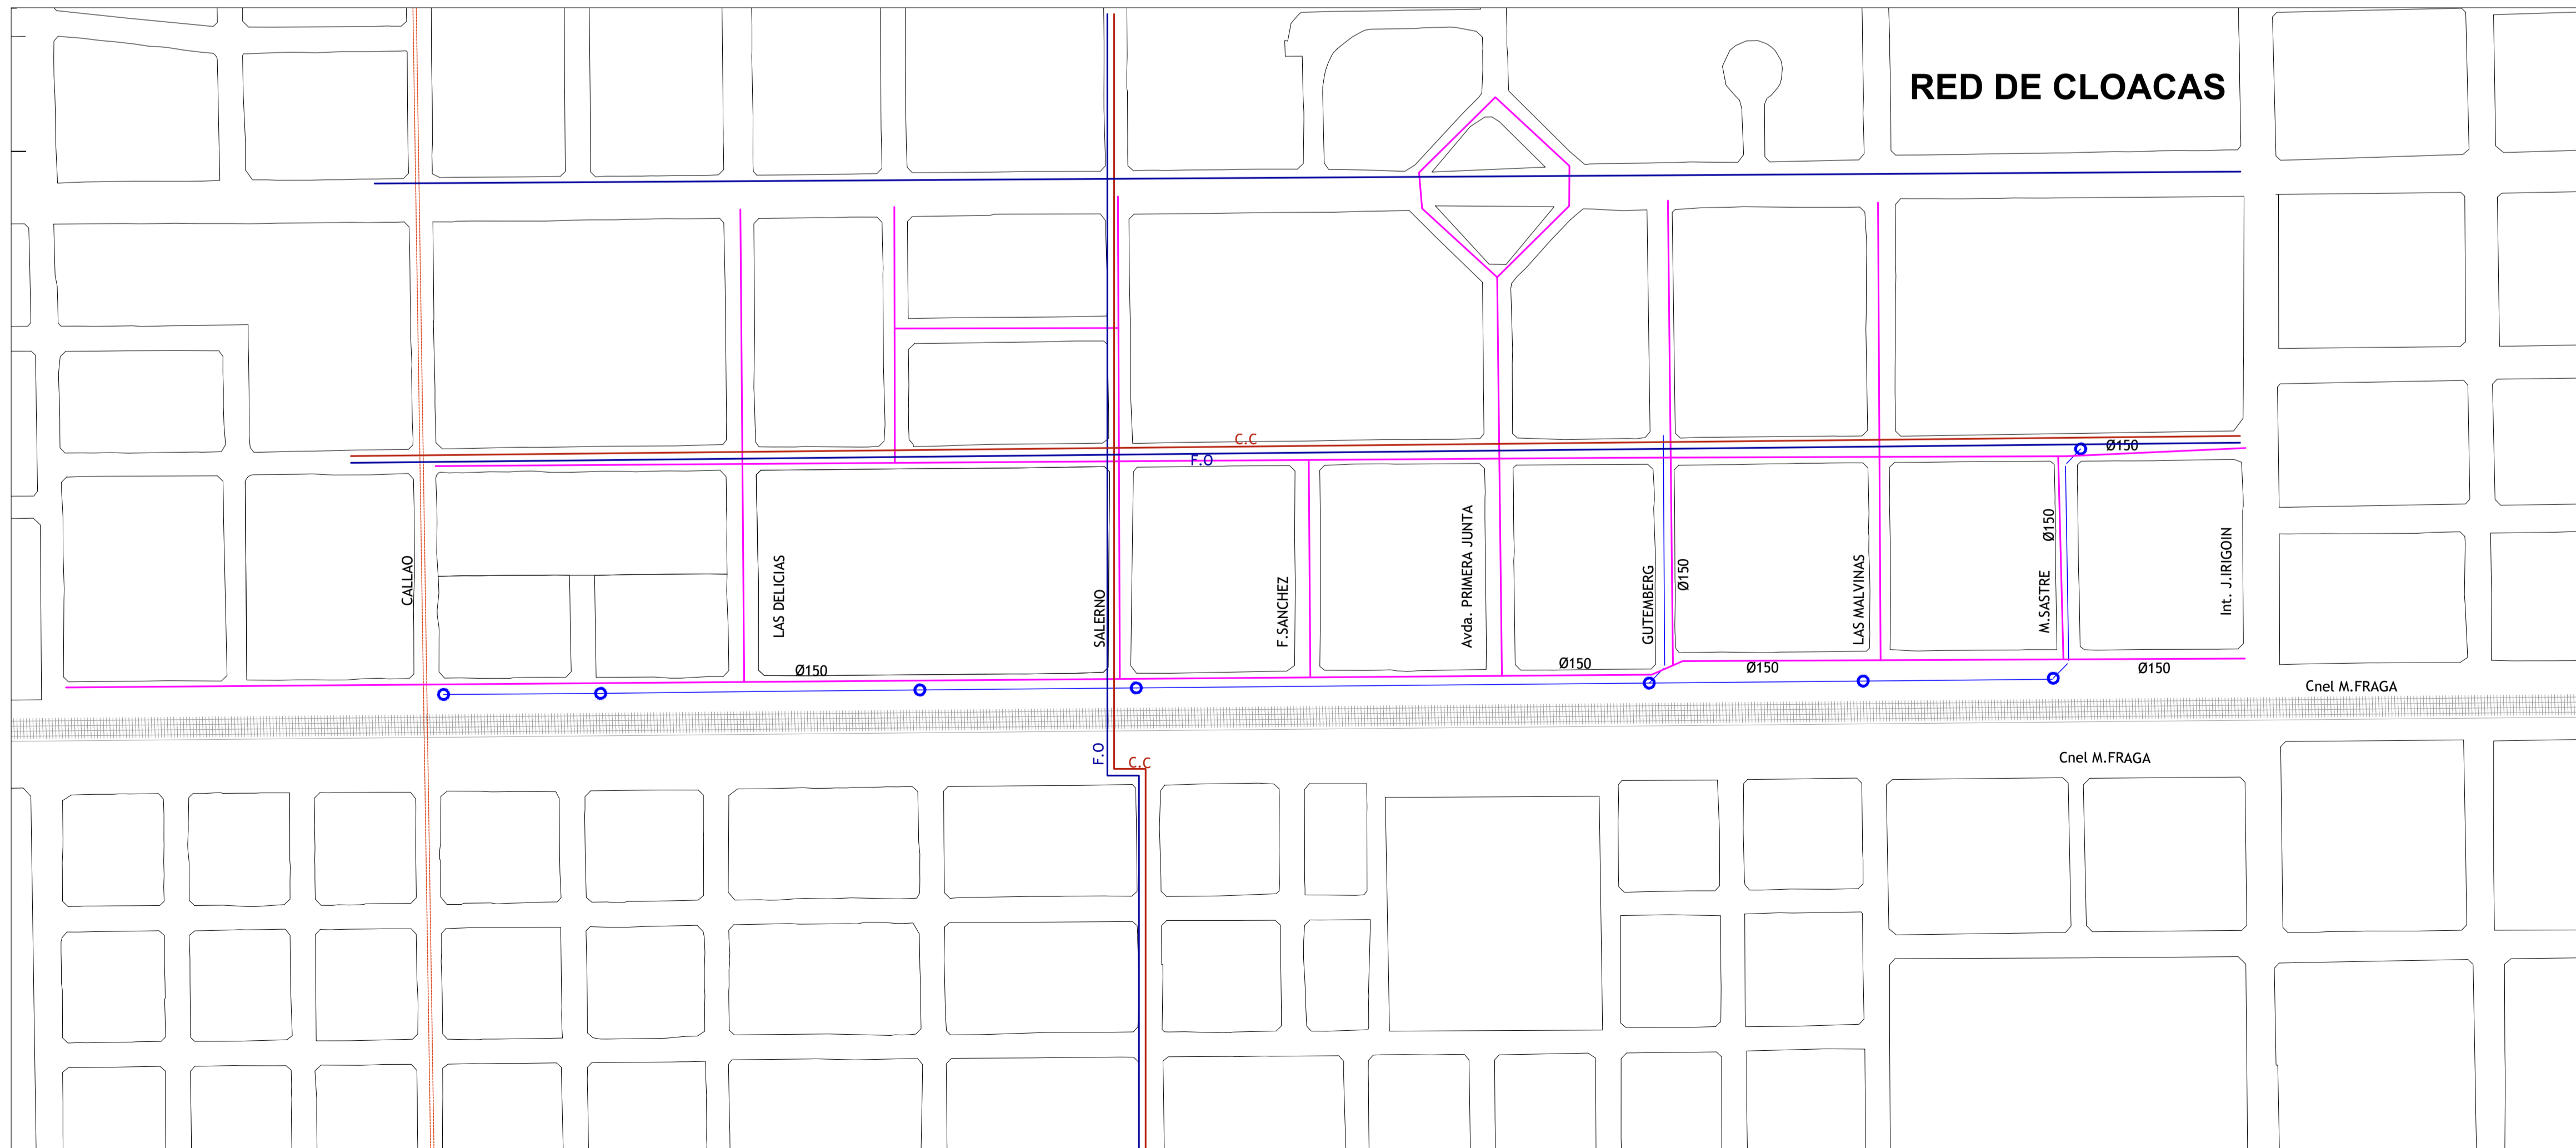 RED DE CLOACAS
C.C
F.O
Ø150
CALLAO
LAS DELICIAS
SALERNO
F.SANCHEZ
Avda. PRIMERA JUNTA
GUTEMBERG
Ø150
LAS MALVINAS
M.SASTRE
Ø150
Int. J.IRIGOIN
Ø150
Ø150
Ø150
Ø150
Cnel M.FRAGA
F.O
C.C
Cnel M.FRAGA